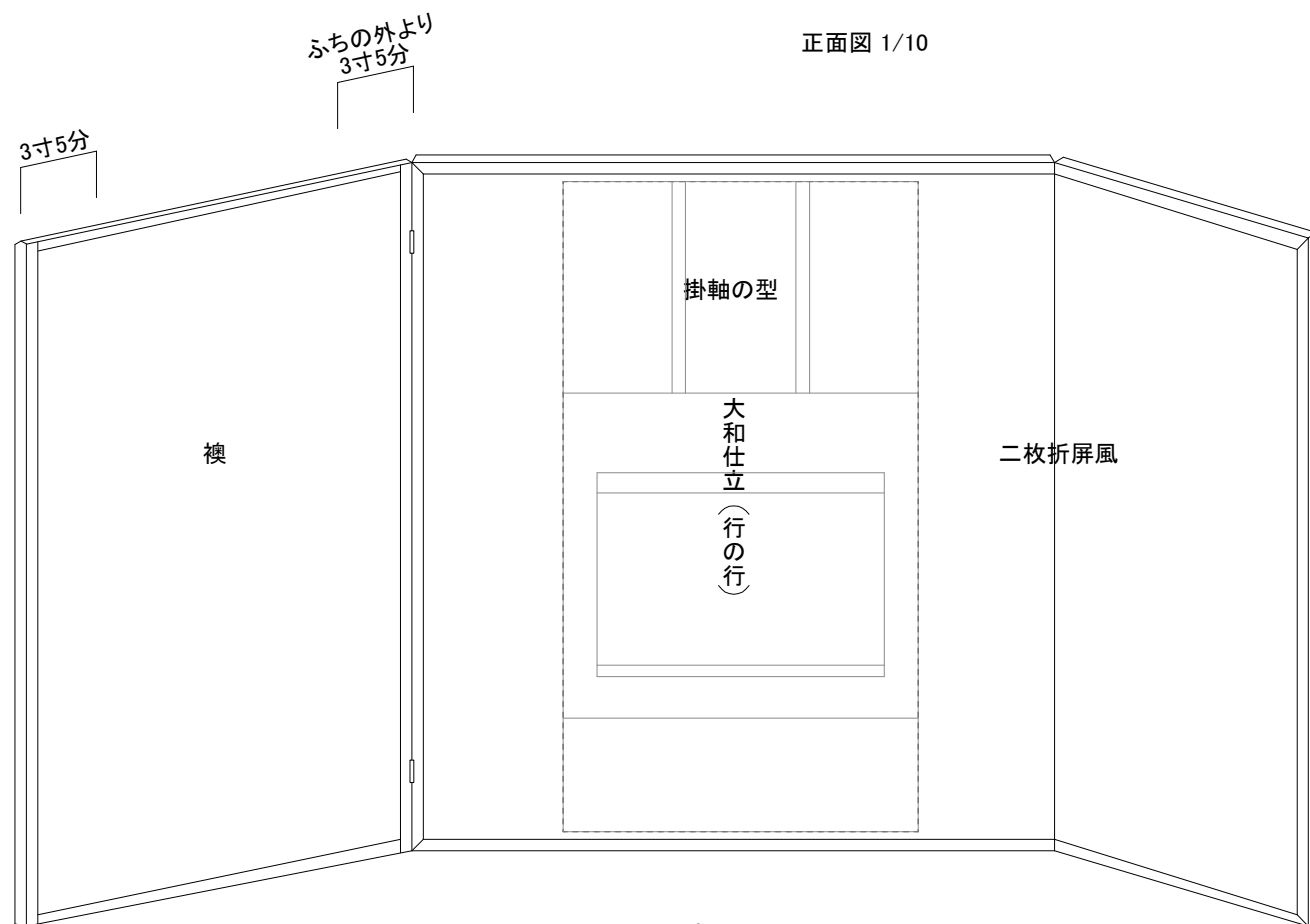 正面図 1/10
ふちの外より
3寸5分
3寸5分
掛軸の型
襖
大和仕立(行の行)
二枚折屏風